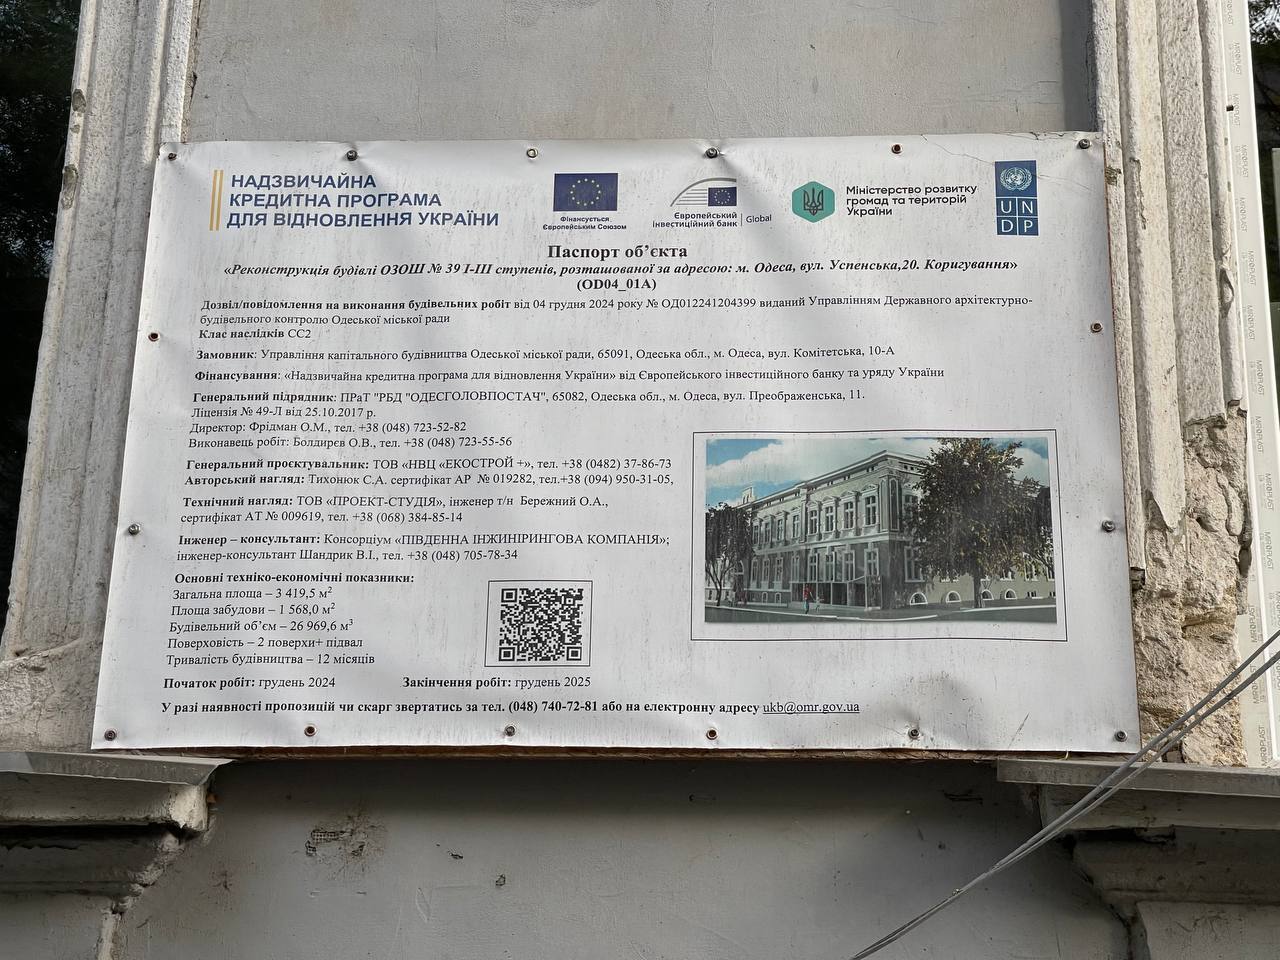 НАДЗВИЧАЙНА
КРЕДИТНА ПРОГРАМА
ДЛЯ ВІДНОВЛЕННЯ УКРАЇНИ
Фінансується
Європейським Союзом
Європейський
інвестиційний банк
Global
Міністерство розвитку
громад та територій
України
U N
D P
Паспорт об'єкта
«Реконструкція будівлі ОЗОШ № 39 І-ІІІ ступенів, розташованої за адресою: м. Одеса, вул. Успенська,20. Коригування»
(OD04_01A)
Дозвіл/повідомлення на виконання будівельних робіт від 04 грудня 2024 року № ОД012241204399 виданий Управлінням Державного архітектурно-
будівельного контролю Одеської міської ради
Клас наслідків СС2
Замовник: Управління капітального будівництва Одеської міської ради, 65091, Одеська обл., м. Одеса, вул. Комітетська, 10-А
Фінансування: «Надзвичайна кредитна програма для відновлення України» від Європейського інвестиційного банку та уряду України
Генеральний підрядник: ПРаТ "РБД "ОДЕСГОЛОВПОСТАЧ", 65082, Одеська обл., м. Одеса, вул. Преображенська, 11.
Ліцензія № 49-Л від 25.10.2017 р.
Директор: Фрідман О.М., тел. +38 (048) 723-52-82
Виконавець робіт: Болдирєв О.В., тел. +38 (048) 723-55-56
Генеральний проєктувальник: ТОВ «НВЦ «ЕКОСТРОЙ +», тел. +38 (0482) 37-86-73
Авторський нагляд: Тихонюк С.А. сертифікат АР № 019282, тел.+38 (094) 950-31-05,
Технічний нагляд: ТОВ «ПРОЕКТ-СТУДІЯ», інженер т/н Бережний О.А.,
сертифікат АТ № 009619, тел. +38 (068) 384-85-14
Інженер – консультант: Консорціум «ПІВДЕННА ІНЖИНІРИНГОВА КОМПАНІЯ»;
інженер-консультант Шандрик В.І., тел. +38 (048) 705-78-34
Основні техніко-економічні показники:
Загальна площа – 3 419,5 м²
Площа забудови – 1 568,0 м²
Будівельний об'єм – 26 969,6 м³
Поверховість – 2 поверхи+ підвал
Тривалість будівництва – 12 місяців
Початок робіт: грудень 2024 Закінчення робіт: грудень 2025
У разі наявності пропозицій чи скарг звертатись за тел. (048) 740-72-81 або на електронну адресу ukb@omr.gov.ua